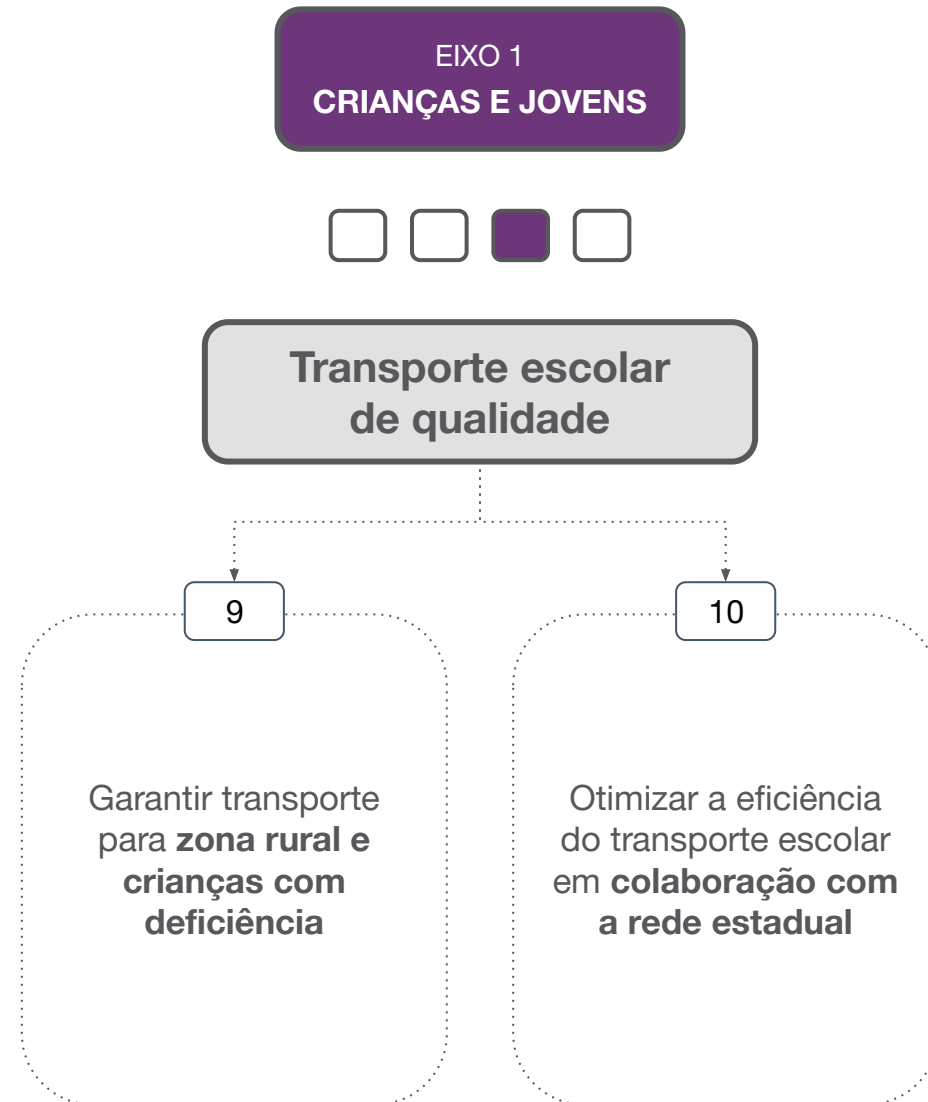 EIXO 1
CRIANÇAS E JOVENS
Transporte escolar
de qualidade
9
Garantir transporte
para zona rural e
crianças com
deficiência
10
Otimizar a eficiência
do transporte escolar
em colaboração com
a rede estadual